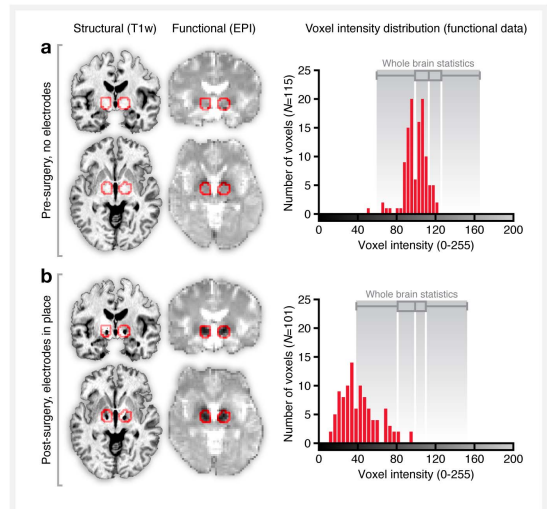 Structural (T1w) Functional (EPI) Voxel intensity distribution (functional data)
a
Pre-surgery, no electrodes
Whole brain statistics
Number of voxels (N=115)
25
20
15
10
5
0
0 40 80 120 160 200
Voxel intensity (0-255)
b
Post-surgery, electrodes in place
Whole brain statistics
Number of voxels (N=101)
25
20
15
10
5
0
0 40 80 120 160 200
Voxel intensity (0-255)